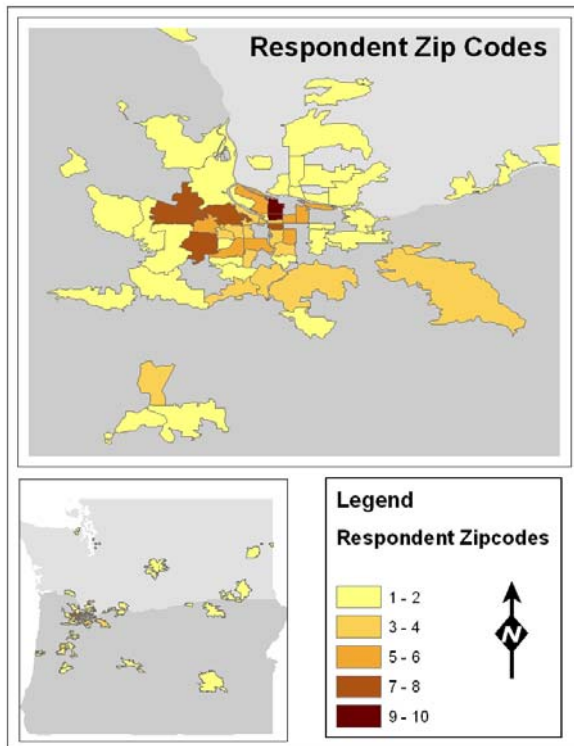 Respondent Zip Codes
Legend
Respondent Zipcodes
1 - 2
3 - 4
5 - 6
7 - 8
9 - 10
N